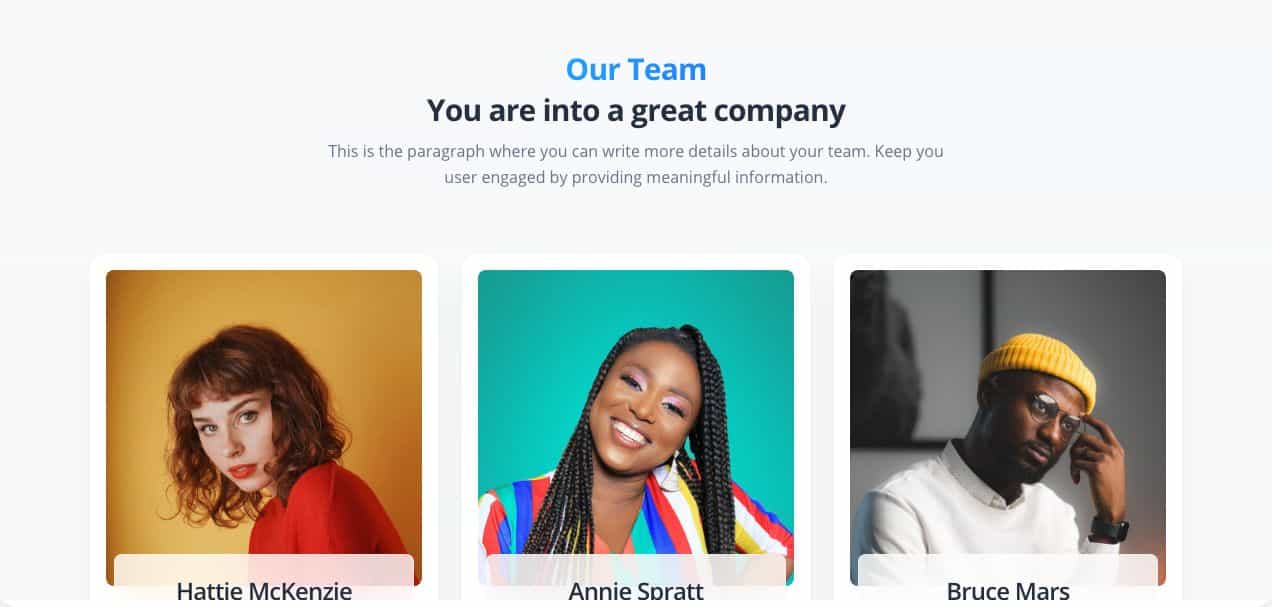 Our Team
You are into a great company
This is the paragraph where you can write more details about your team. Keep you
user engaged by providing meaningful information.
Hattie McKenzie
Annie Spratt
Bruce Mars